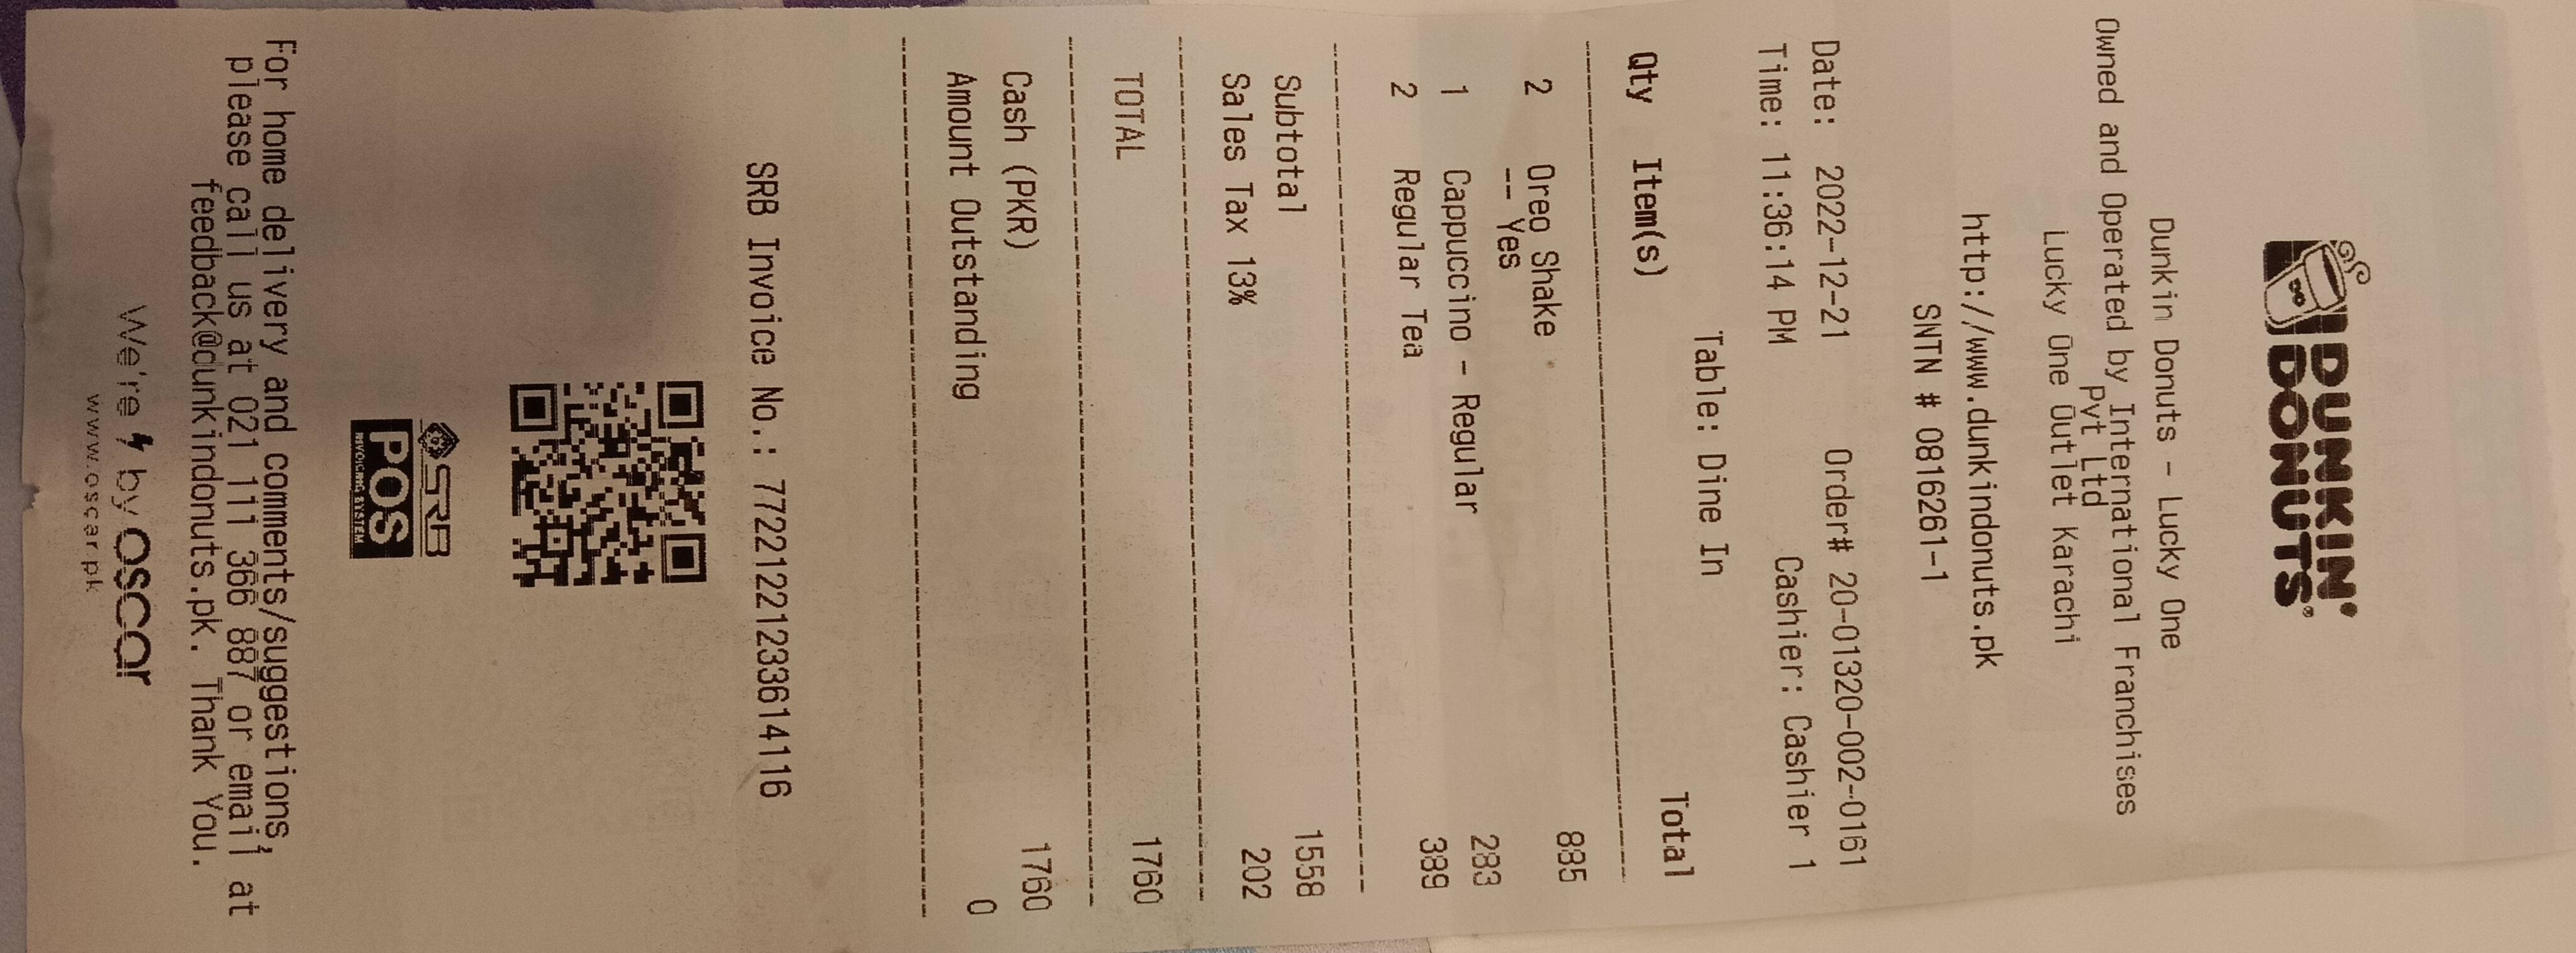 DUNKIN'
DONUTS
Dunkin Donuts - Lucky One
Owned and Operated by International Franchises
Pvt Ltd
Lucky One Outlet Karachi
http://www.dunkindonuts.pk
SNTN # 0816261-1
Date: 2022-12-21 Order# 20-01320-002-0161
Time: 11:36:14 PM Cashier: Cashier 1
Table: Dine In
Qty Item(s) Total
2 Oreo Shake 885
-- Yes
1 Cappuccino - Regular 283
2 Regular Tea 389
Subtotal 1558
Sales Tax 13% 202
TOTAL 1760
Cash (PKR) 1760
Amount Outstanding 0
SRB Invoice No.: 7722122123361​4116
SRB
POS
INVOICING SYSTEM
For home delivery and comments/suggestions,
please call us at 021 111 366 887 or email at
feedback@dunkindonuts.pk. Thank You.
We're by oscar
www.oscar.pk